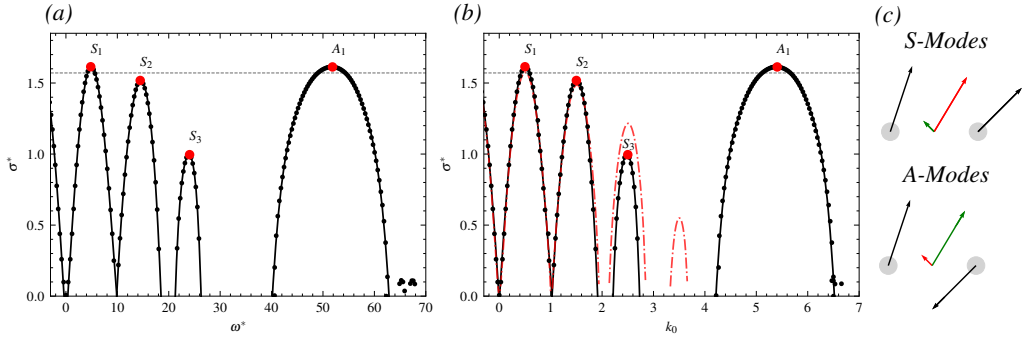 (a)
S₁
S₂
S₃
A₁
σ*
1.5
1.0
0.5
0.0
0 10 20 30 40 50 60 70
ω*
(b)
S₁
S₂
S₃
A₁
σ*
1.5
1.0
0.5
0.0
0 1 2 3 4 5 6 7
k₀
(c)
S-Modes
A-Modes